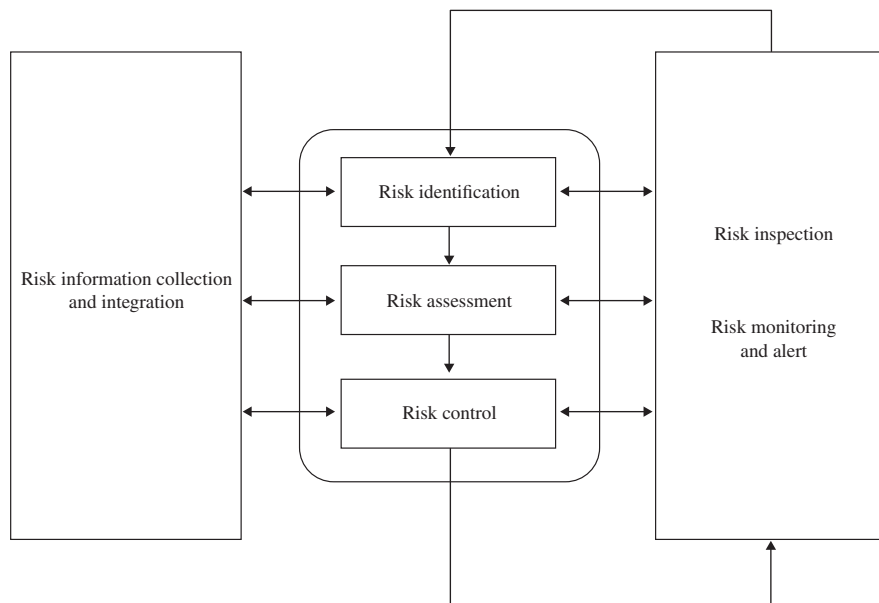 Risk identification
Risk inspection
Risk information collection
and integration
Risk assessment
Risk monitoring
and alert
Risk control